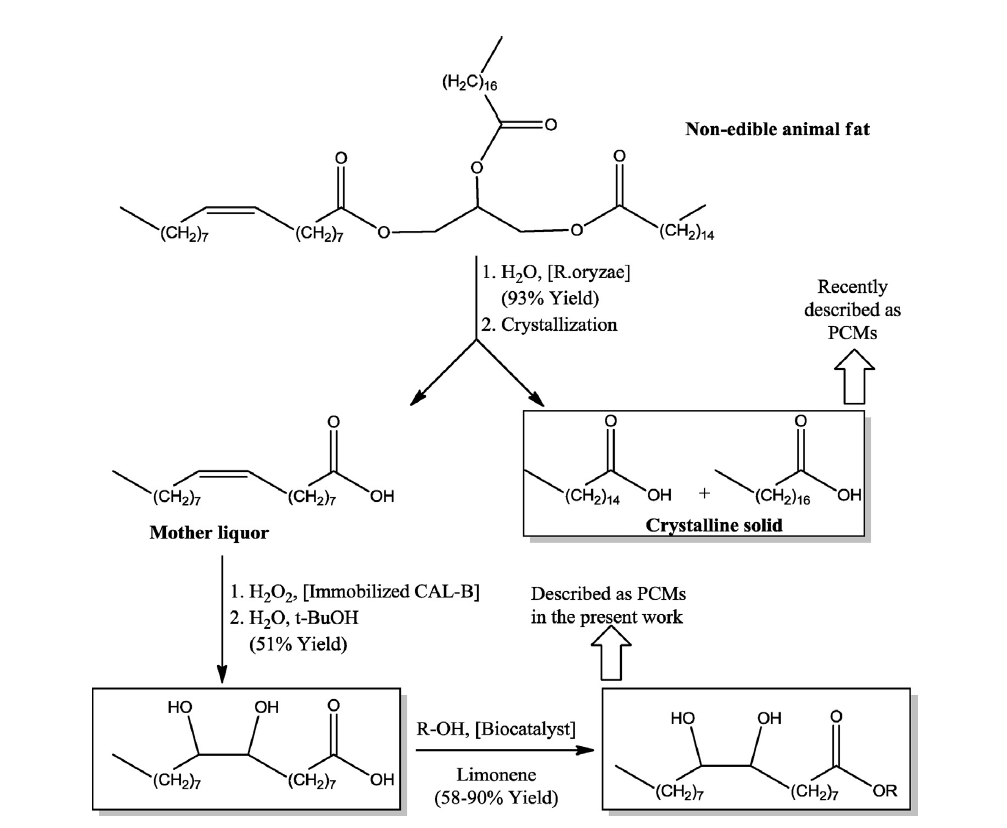 (H₂C)₁₆
O
Non-edible animal fat
O
O
O
(CH₂)₇
(CH₂)₇
O
O
(CH₂)₁₄
1. H₂O, [R.oryzae]
(93% Yield)
2. Crystallization
Recently
described as
PCMs
O
(CH₂)₇
(CH₂)₇
OH
Mother liquor
O
O
(CH₂)₁₄
OH
+
(CH₂)₁₆
OH
Crystalline solid
1. H₂O₂, [Immobilized CAL-B]
2. H₂O, t-BuOH
(51% Yield)
Described as PCMs
in the present work
HO
OH
O
(CH₂)₇
(CH₂)₇
OH
R-OH, [Biocatalyst]
Limonene
(58-90% Yield)
HO
OH
O
(CH₂)₇
(CH₂)₇
OR